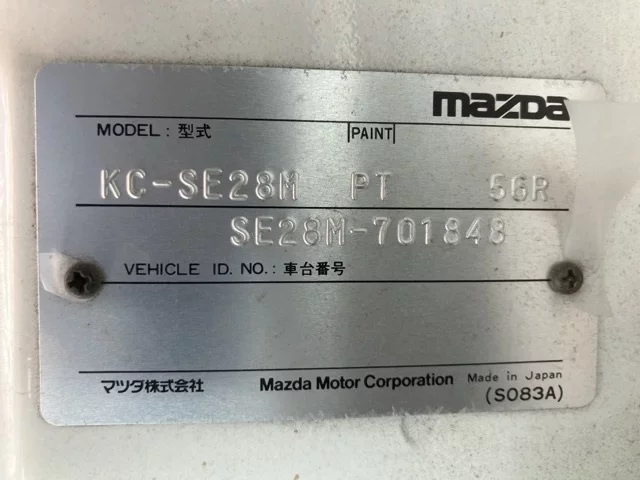 mazda
MODEL : 型式 PAINT
KC-SE28M PT 5GR
SE28M-701848
VEHICLE ID. NO. : 車台番号
マツダ株式会社 Mazda Motor Corporation Made in Japan
(S083A)